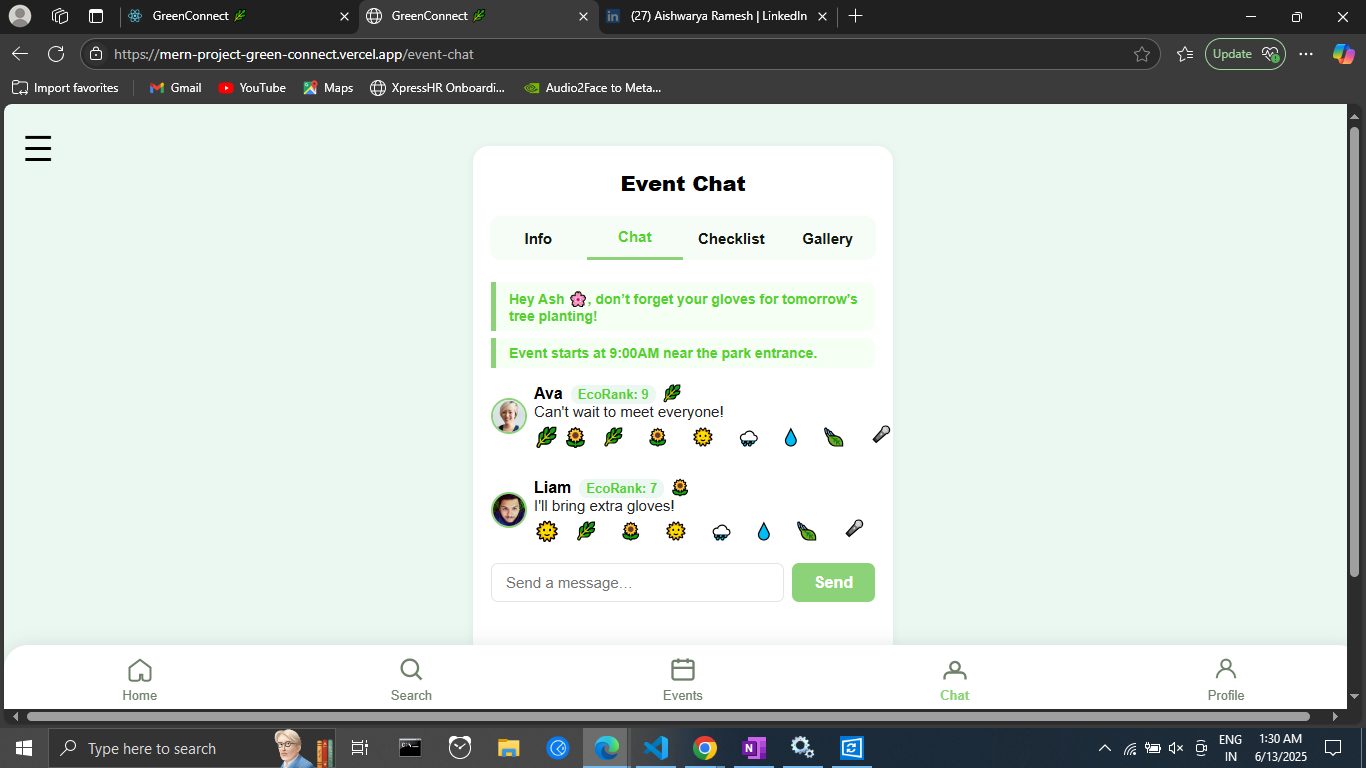 GreenConnect 🌿
GreenConnect 🌿
(27) Aishwarya Ramesh | LinkedIn
https://mern-project-green-connect.vercel.app/event-chat
Update
Import favorites
Gmail
YouTube
Maps
XpressHR Onboardi...
Audio2Face to Meta...
Event Chat
Info
Chat
Checklist
Gallery
Hey Ash 🌸, don't forget your gloves for tomorrow's
tree planting!
Event starts at 9:00AM near the park entrance.
Ava EcoRank: 9 🌿
Can't wait to meet everyone!
Liam EcoRank: 7 🌻
I'll bring extra gloves!
Send a message...
Send
Home
Search
Events
Chat
Profile
Type here to search
ENG
IN
1:30 AM
6/13/2025